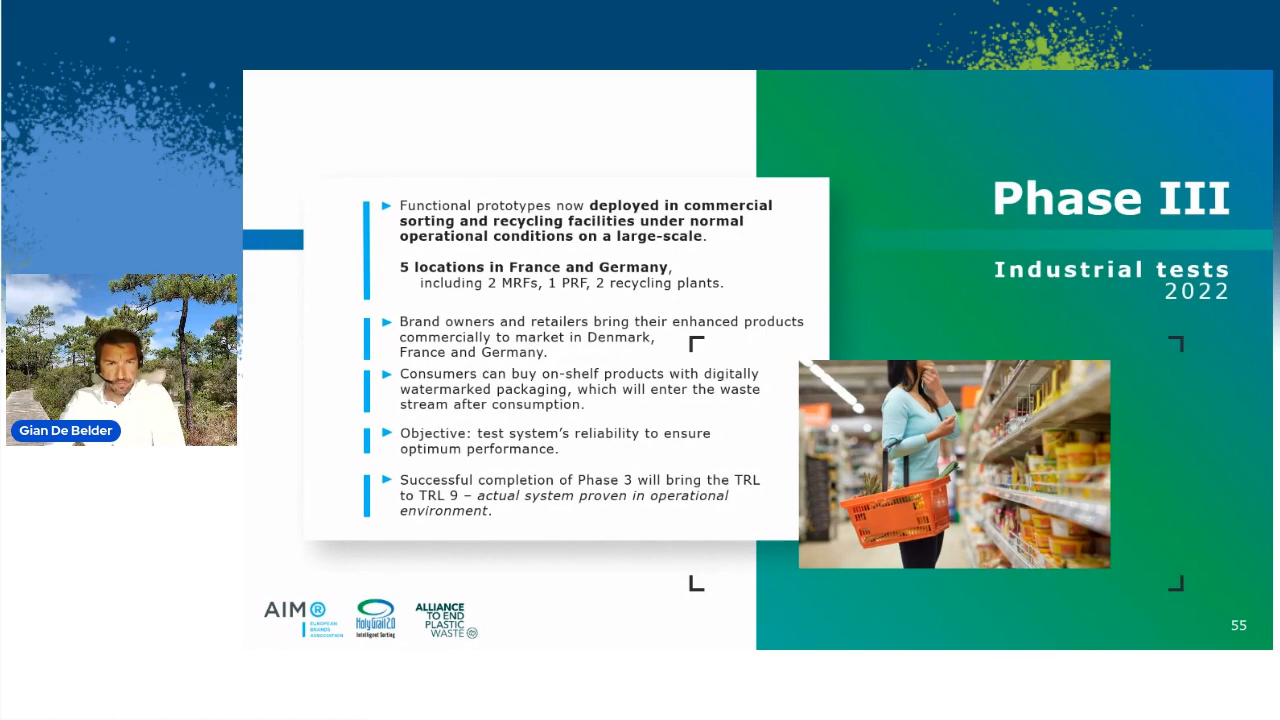 Phase III
Industrial tests
2022
► Functional prototypes now deployed in commercial
sorting and recycling facilities under normal
operational conditions on a large-scale.
5 locations in France and Germany,
including 2 MRFs, 1 PRF, 2 recycling plants.
► Brand owners and retailers bring their enhanced products
commercially to market in Denmark,
France and Germany.
► Consumers can buy on-shelf products with digitally
watermarked packaging, which will enter the waste
stream after consumption.
► Objective: test system’s reliability to ensure
optimum performance.
► Successful completion of Phase 3 will bring the TRL
to TRL 9 – actual system proven in operational
environment.
Gian De Belder
AIM®
EUROPEAN
BRANDS
ASSOCIATION
HolyGrail 2.0
Intelligent Sorting
ALLIANCE
TO END
PLASTIC
WASTE
55